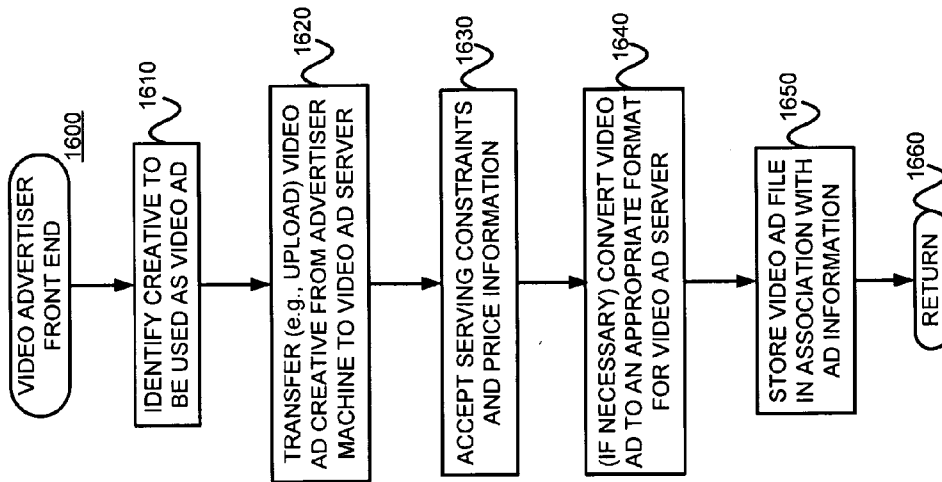 VIDEO ADVERTISER
FRONT END
1600
1610
IDENTIFY CREATIVE TO
BE USED AS VIDEO AD
1620
TRANSFER (e.g., UPLOAD) VIDEO
AD CREATIVE FROM ADVERTISER
MACHINE TO VIDEO AD SERVER
1630
ACCEPT SERVING CONSTRAINTS
AND PRICE INFORMATION
1640
(IF NECESSARY) CONVERT VIDEO
AD TO AN APPROPRIATE FORMAT
FOR VIDEO AD SERVER
1650
STORE VIDEO AD FILE
IN ASSOCIATION WITH
AD INFORMATION
1660
RETURN